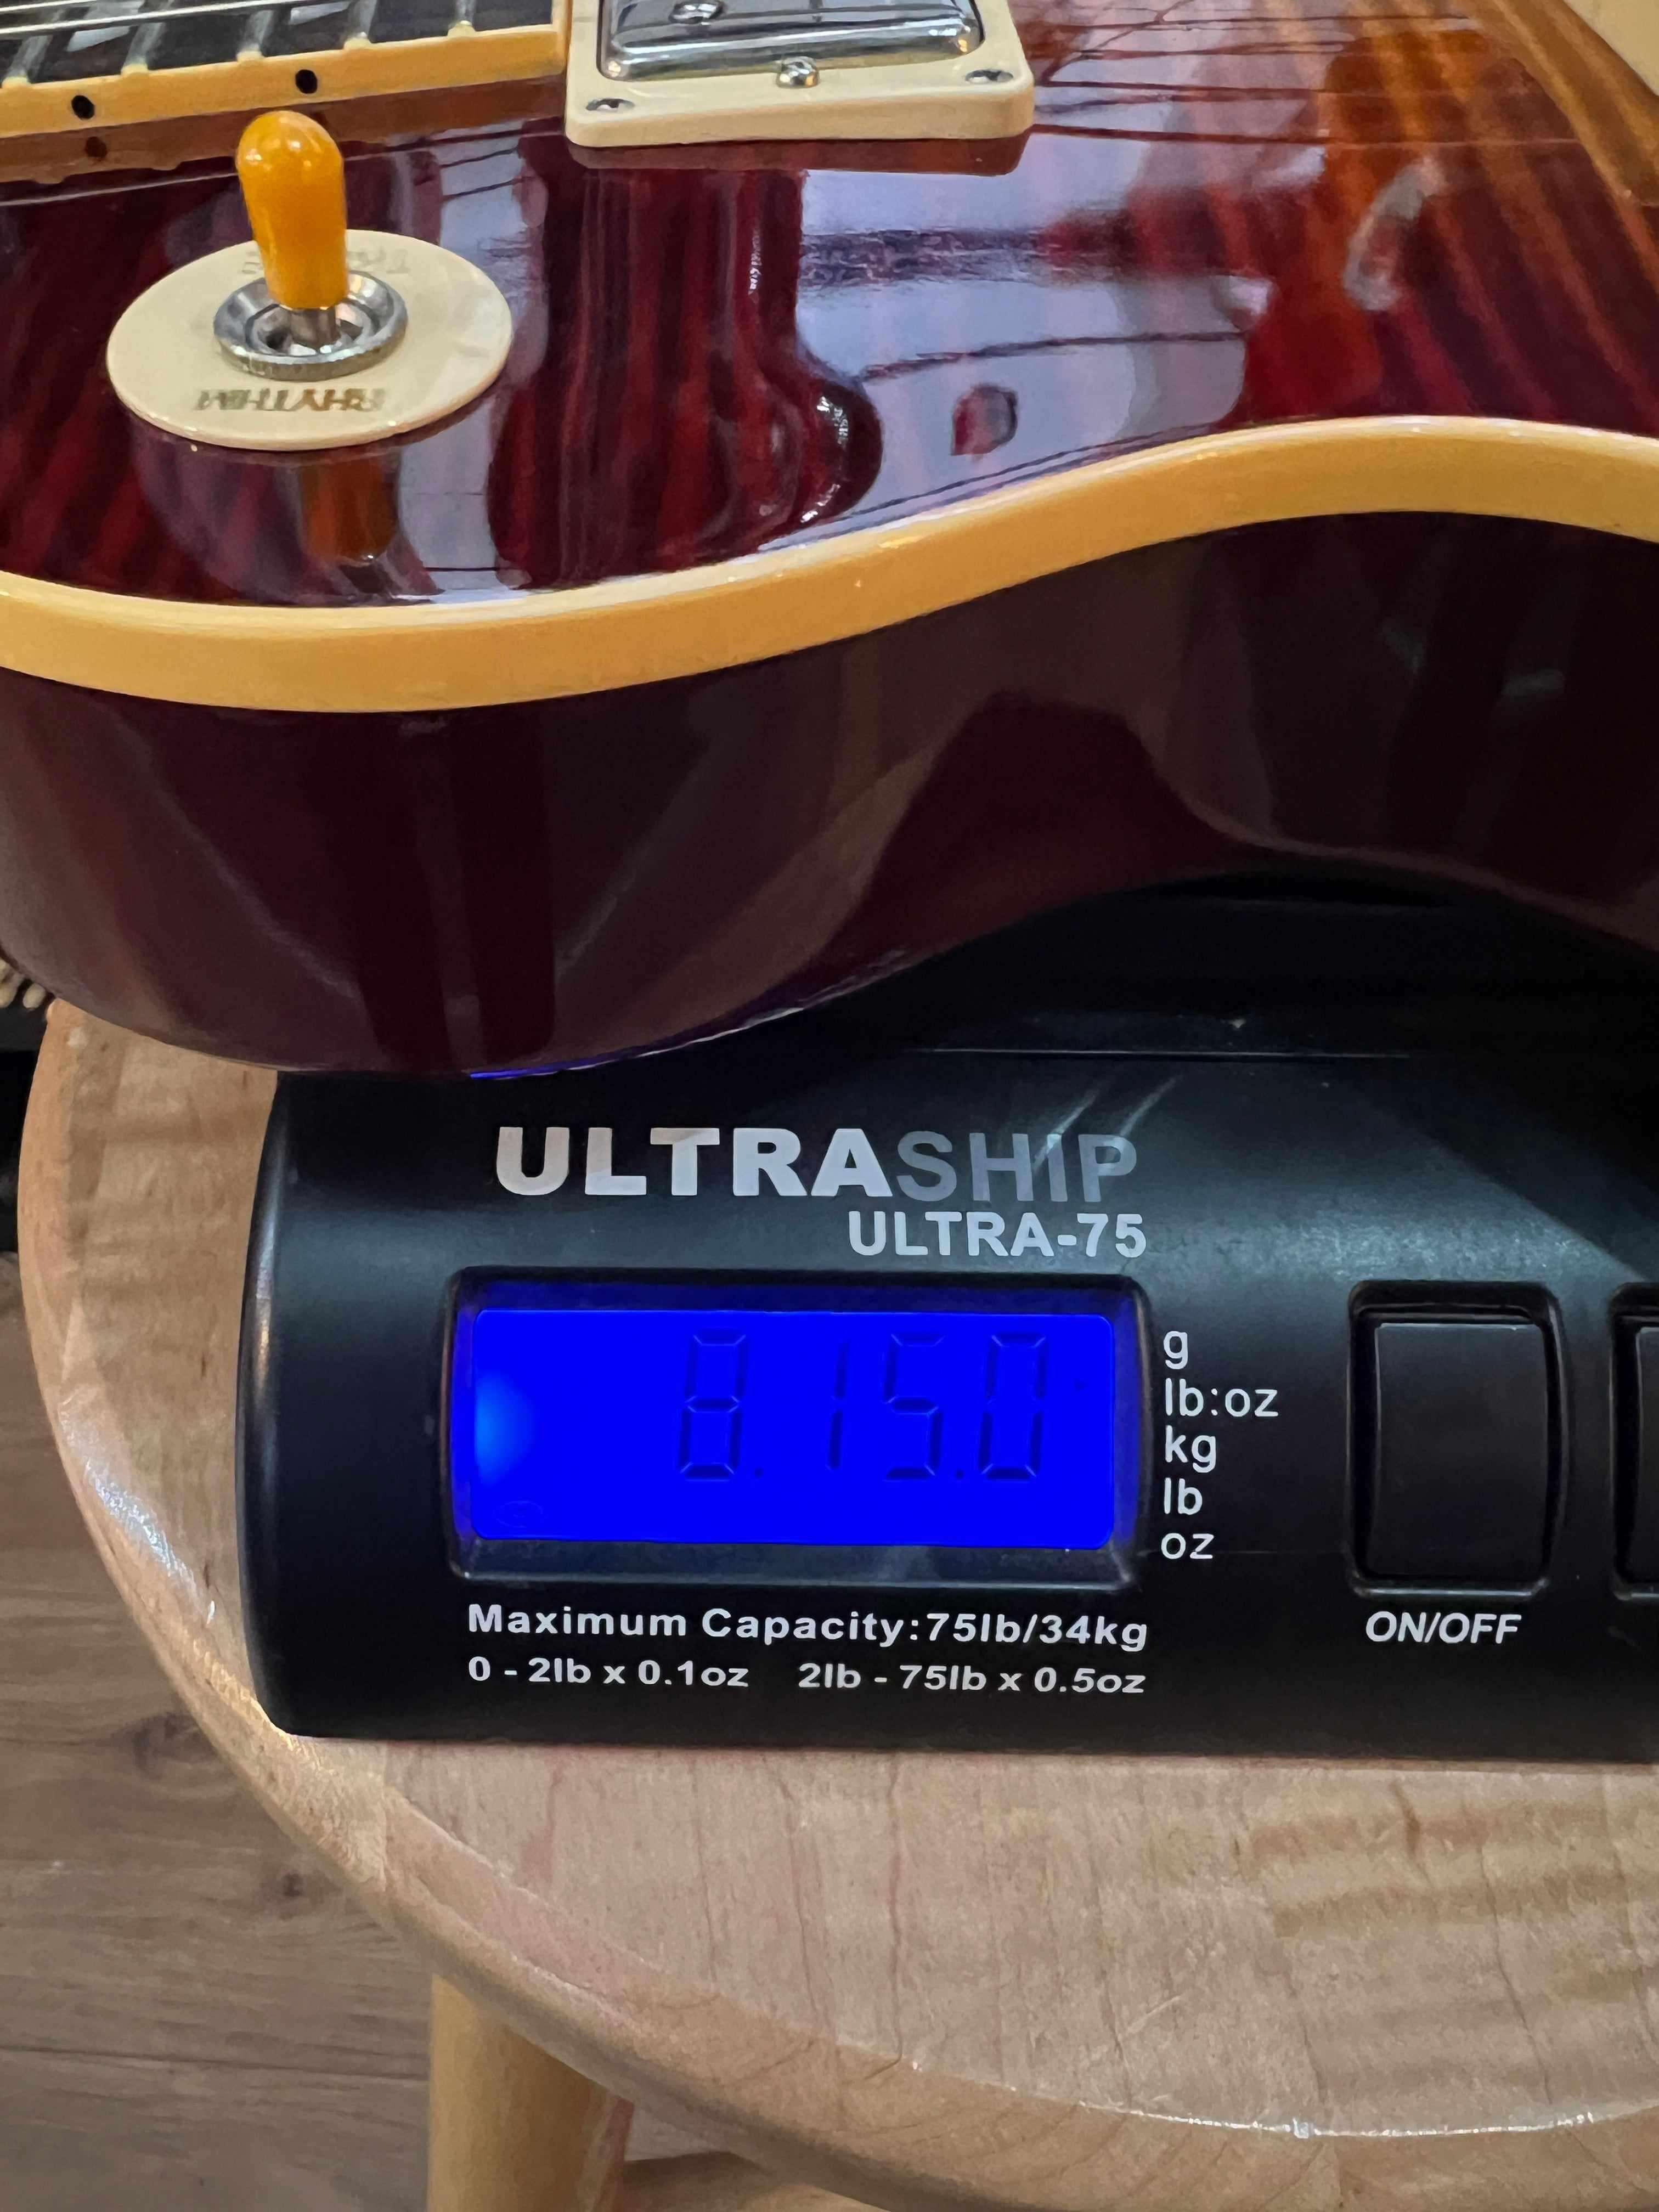 TREBLE
RHYTHM
ULTRASHIP
ULTRA-75
8.15.0
g
lb:oz
kg
lb
oz
ON/OFF
Maximum Capacity:75lb/34kg
0 - 2lb x 0.1oz 2lb - 75lb x 0.5oz